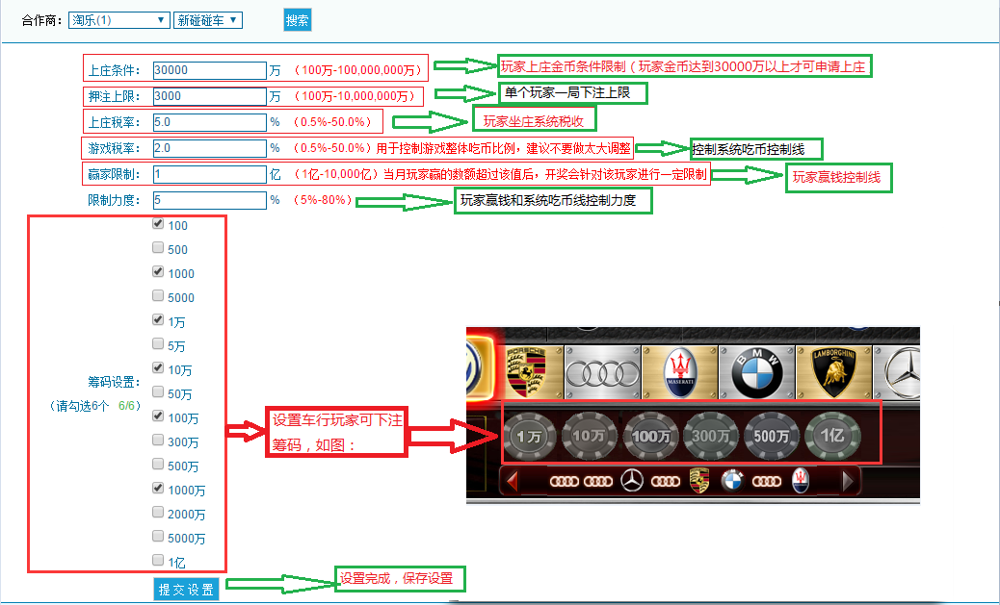 合作商： 淘乐(1) 新碰碰车 搜索
上庄条件： 30000 万 （100万-100,000,000万） 玩家上庄金币条件限制（玩家金币达到30000万以上才可申请上庄
押注上限： 3000 万 （100万-10,000,000万） 单个玩家一局下注上限
上庄税率： 5.0 % （0.5%-50.0%） 玩家坐庄系统税收
游戏税率： 2.0 % （0.5%-50.0%）用于控制游戏整体吃币比例，建议不要做太大调整 控制系统吃币控制线
赢家限制： 1 亿 （1亿-10,000亿）当月玩家赢的数额超过该值后，开奖会针对该玩家进行一定限制 玩家赢钱控制线
限制力度： 5 % （5%-80%） 玩家赢钱和系统吃币线控制力度
筹码设置：
（请勾选6个 6/6）
100
500
1000
5000
1万
5万
10万
50万
100万
300万
500万
1000万
2000万
5000万
1亿
设置车行玩家可下注
筹码，如图：
PORSCHE MASERATI BMW LAMBORGHINI
1万 10万 100万 300万 500万 1亿
提交设置 设置完成，保存设置